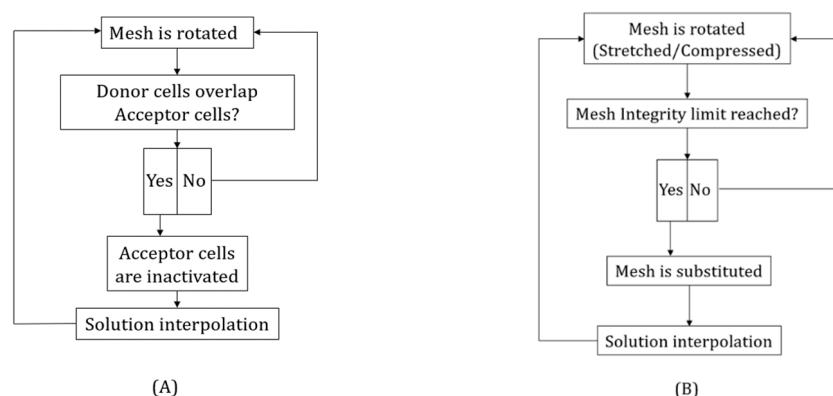 Mesh is rotated
Donor cells overlap
Acceptor cells?
Yes No
Acceptor cells
are inactivated
Solution interpolation
(A)
Mesh is rotated
(Stretched/Compressed)
Mesh Integrity limit reached?
Yes No
Mesh is substituted
Solution interpolation
(B)